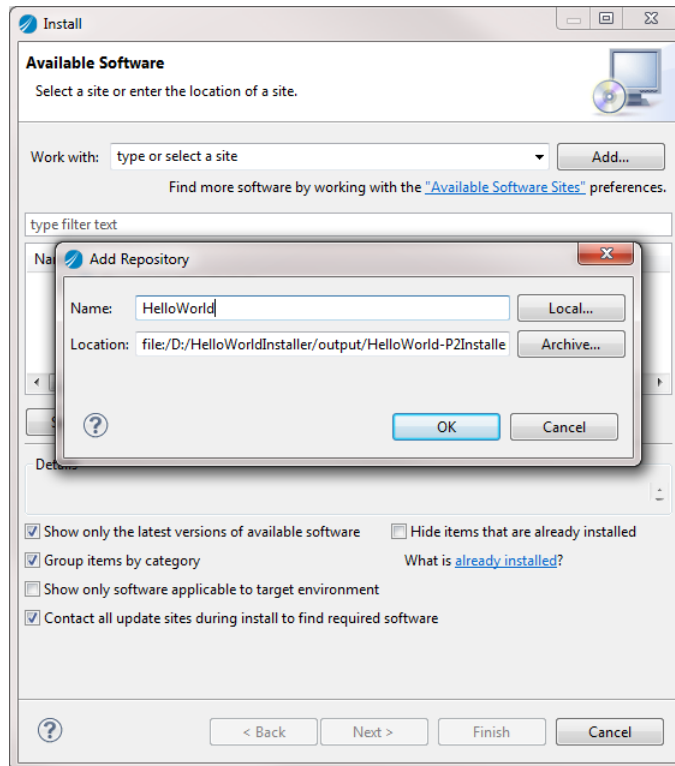 Install
Available Software
Select a site or enter the location of a site.
Work with: type or select a site Add...
Find more software by working with the "Available Software Sites" preferences.
type filter text
Add Repository
Name: HelloWorld Local...
Location: file:/D:/HelloWorldInstaller/output/HelloWorld-P2Installe Archive...
OK Cancel
Details
Show only the latest versions of available software Hide items that are already installed
Group items by category What is already installed?
Show only software applicable to target environment
Contact all update sites during install to find required software
< Back Next > Finish Cancel